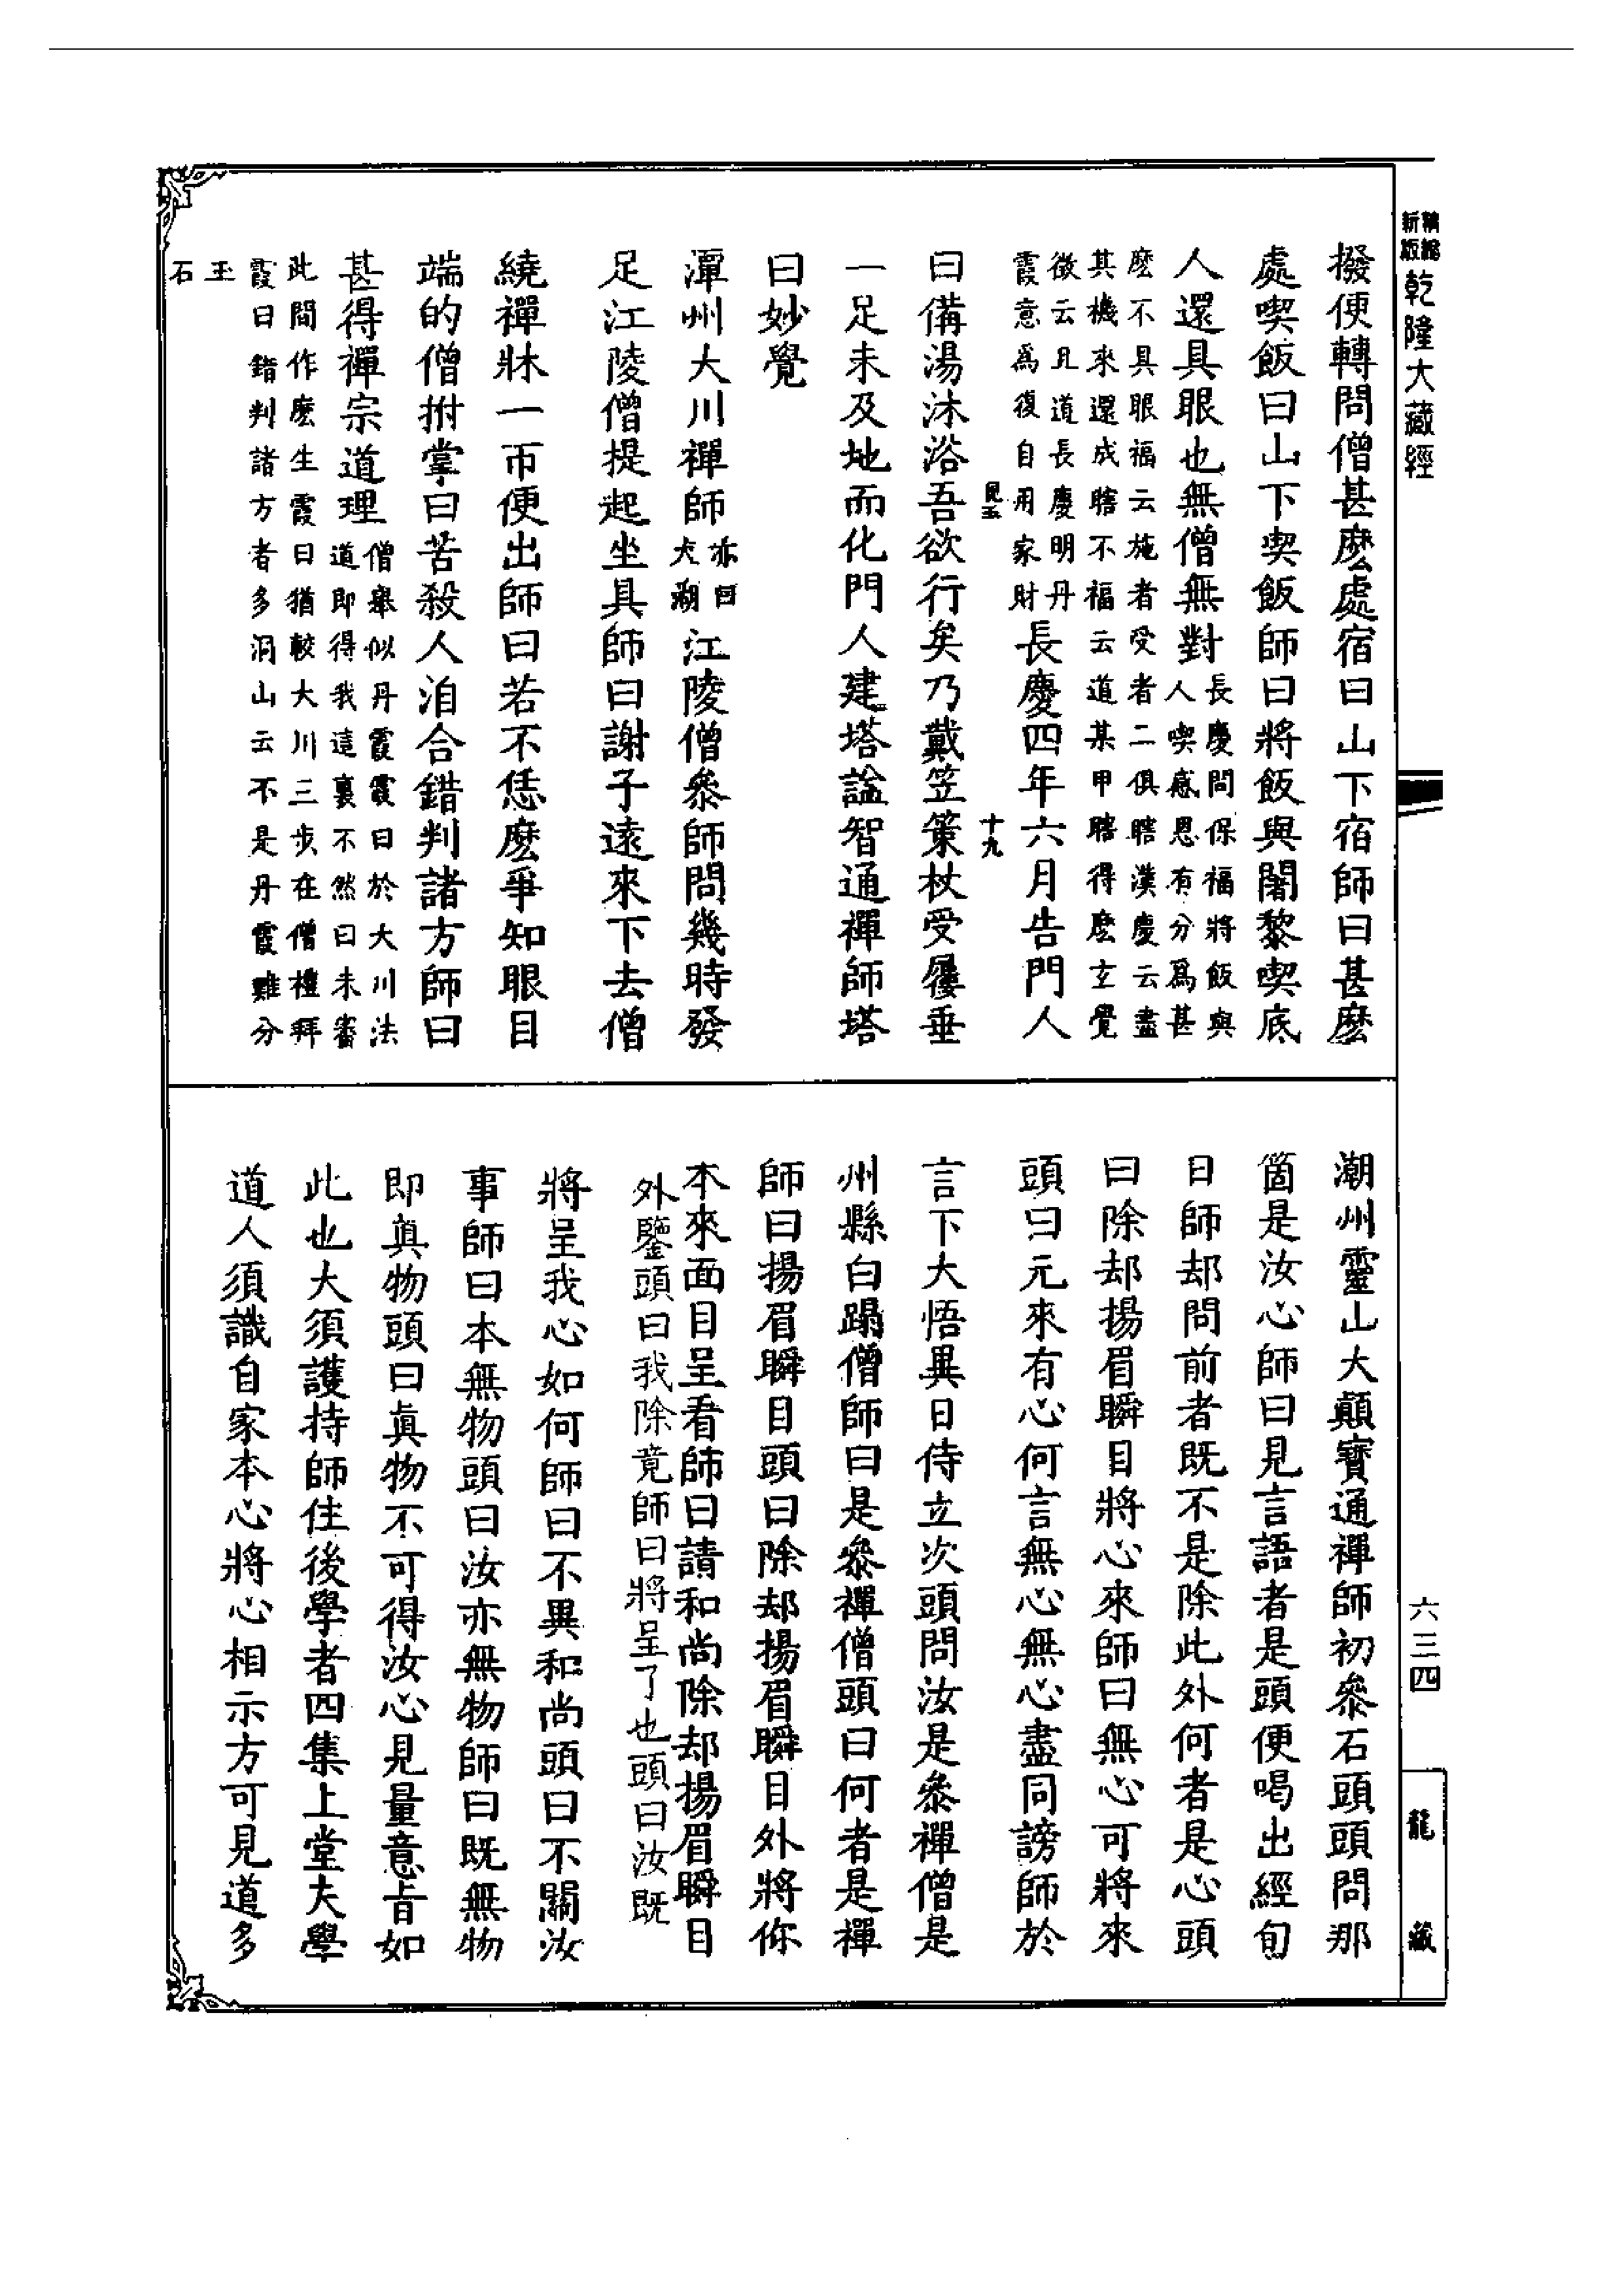 精縮
新版
乾隆大藏經
撥便轉問僧甚麽處宿曰山下宿師曰甚麽
處喫飯曰山下喫飯師曰將飯與闍黎喫底
人還具眼也無僧無對
長慶問保福將飯與
人喫感恩有分爲甚
麽不具眼福云施者受者二俱瞎漢慶云盡
其機來還成瞎不福云道某甲瞎得麽玄覺
徵云且道長慶明丹
霞意爲復自用家財
長慶四年六月告門人
昆五
十九
曰備湯沐浴吾欲行矣乃戴笠策杖受屨垂
一足未及地而化門人建塔諡智通禪師塔
曰妙覺
潭州大川禪師
亦曰
大湖
江陵僧參師問幾時發
足江陵僧提起坐具師曰謝子遠來下去僧
繞禪牀一帀便出師曰若不恁麽爭知眼目
端的僧拊掌曰苦殺人洎合錯判諸方師曰
甚得禪宗道理
僧舉似丹霞霞曰於大川法
道即得我這裏不然曰未審
此間作麽生霞曰猶較大川三步在僧禮拜
霞曰錯判諸方者多洞山云不是丹霞難分
玉
石
潮州靈山大顛寶通禪師初參石頭頭問那
箇是汝心師曰見言語者是頭便喝出經旬
日師却問前者既不是除此外何者是心頭
曰除却揚眉瞬目將心來師曰無心可將來
頭曰元來有心何言無心無心盡同謗師於
言下大悟異日侍立次頭問汝是參禪僧是
州縣白蹋僧師曰是參禪僧頭曰何者是禪
師曰揚眉瞬目頭曰除却揚眉瞬目外將你
本來面目呈看師曰請和尚除却揚眉瞬目
外鑒頭曰我除竟師曰將呈了也頭曰汝既
將呈我心如何師曰不異和尚頭曰不關汝
事師曰本無物頭曰汝亦無物師曰既無物
即眞物頭曰眞物不可得汝心見量意旨如
此也大須護持師住後學者四集上堂夫學
道人須識自家本心將心相示方可見道多
六三四
龍藏